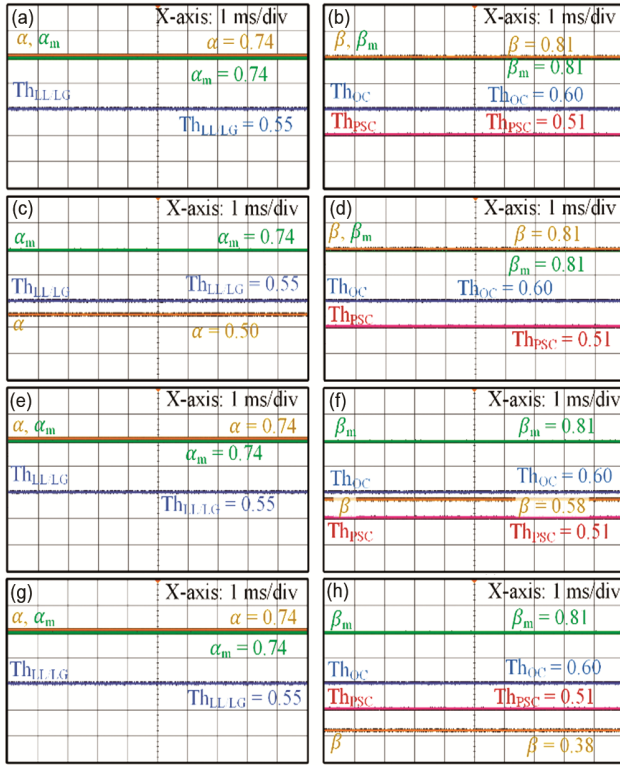 (a)
X-axis: 1 ms/div
α, αm
α = 0.74
αm = 0.74
ThLL/LG
ThLL/LG = 0.55
(b)
X-axis: 1 ms/div
β, βm
β = 0.81
βm = 0.81
ThOC
ThOC = 0.60
ThPSC
ThPSC = 0.51
(c)
X-axis: 1 ms/div
αm
αm = 0.74
ThLL/LG
ThLL/LG = 0.55
α
α = 0.50
(d)
X-axis: 1 ms/div
β, βm
β = 0.81
βm = 0.81
ThOC
ThOC = 0.60
ThPSC
ThPSC = 0.51
(e)
X-axis: 1 ms/div
α, αm
α = 0.74
αm = 0.74
ThLL/LG
ThLL/LG = 0.55
(f)
X-axis: 1 ms/div
βm
βm = 0.81
ThOC
ThOC = 0.60
β
β = 0.58
ThPSC
ThPSC = 0.51
(g)
X-axis: 1 ms/div
α, αm
α = 0.74
αm = 0.74
ThLL/LG
ThLL/LG = 0.55
(h)
X-axis: 1 ms/div
βm
βm = 0.81
ThOC
ThOC = 0.60
ThPSC
ThPSC = 0.51
β
β = 0.38